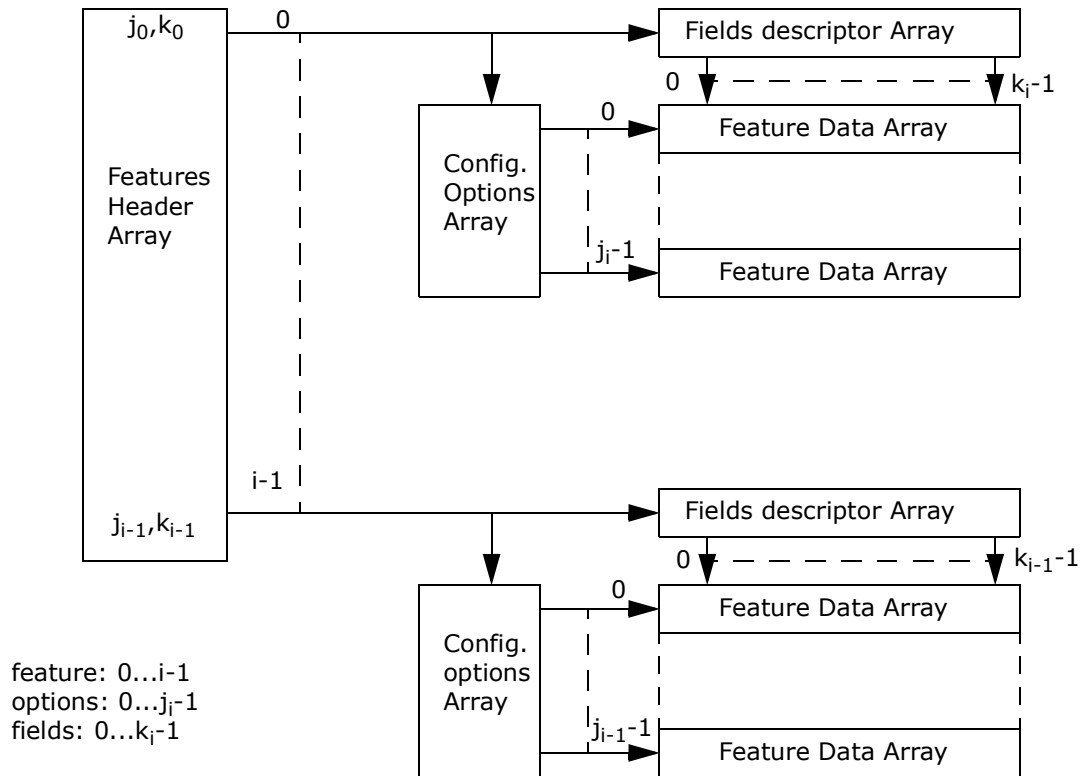 j₀,k₀
0
Fields descriptor Array
0
kᵢ-1
0
Feature Data Array
Features
Header
Array
Config.
Options
Array
jᵢ-1
Feature Data Array
i-1
jᵢ₋₁,kᵢ₋₁
Fields descriptor Array
0
kᵢ₋₁-1
0
Feature Data Array
Config.
options
Array
jᵢ₋₁-1
Feature Data Array
feature: 0...i-1
options: 0...jᵢ-1
fields: 0...kᵢ-1